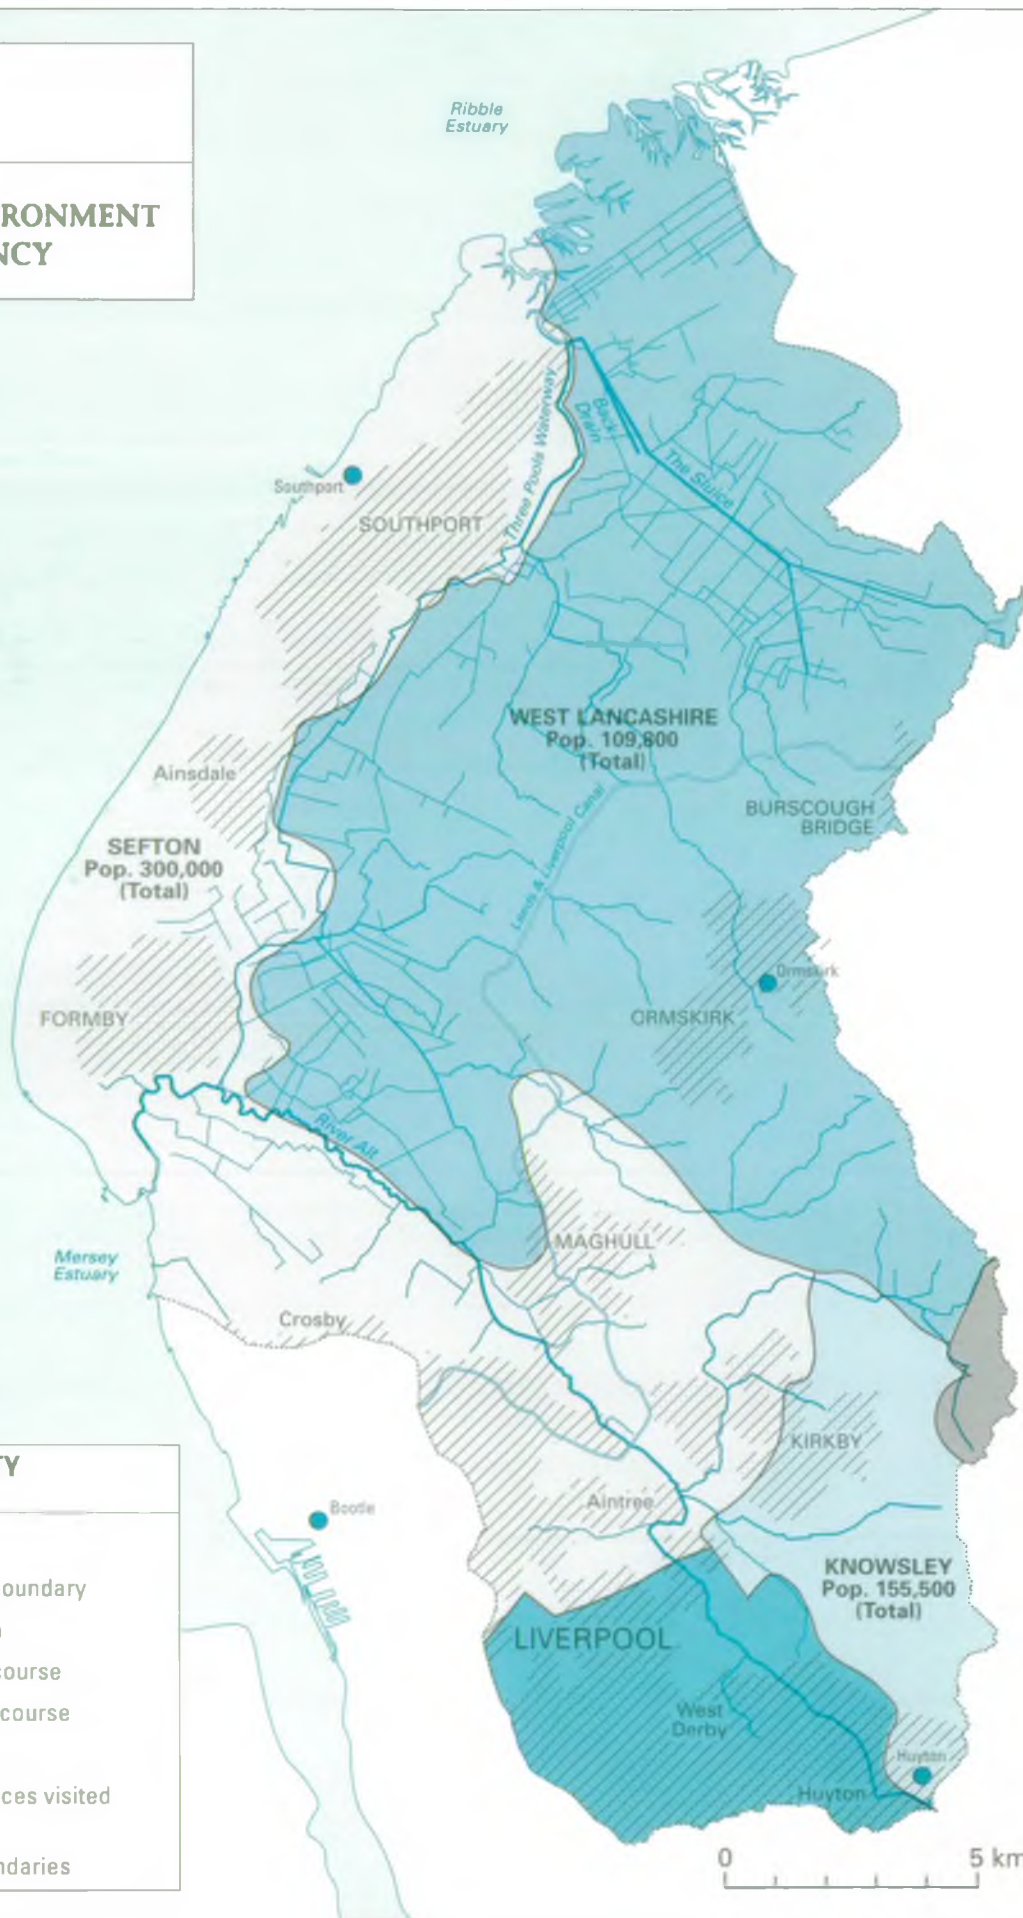 Ribble
Estuary
RONMENT
NCY
Three Pools Waterway
Back
Drain
The Sluice
Southport
SOUTHPORT
WEST LANCASHIRE
Pop. 109,800
(Total)
Ainsdale
BURSCOUGH
BRIDGE
Leeds & Liverpool Canal
SEFTON
Pop. 300,000
(Total)
Ormskirk
FORMBY
ORMSKIRK
River Alt
MAGHULL
Mersey
Estuary
Crosby
KIRKBY
TY
Aintree
Bootle
KNOWSLEY
Pop. 155,500
(Total)
oundary
course
course
LIVERPOOL
West
Derby
Huyton
Huyton
ces visited
ndaries
0
5 km